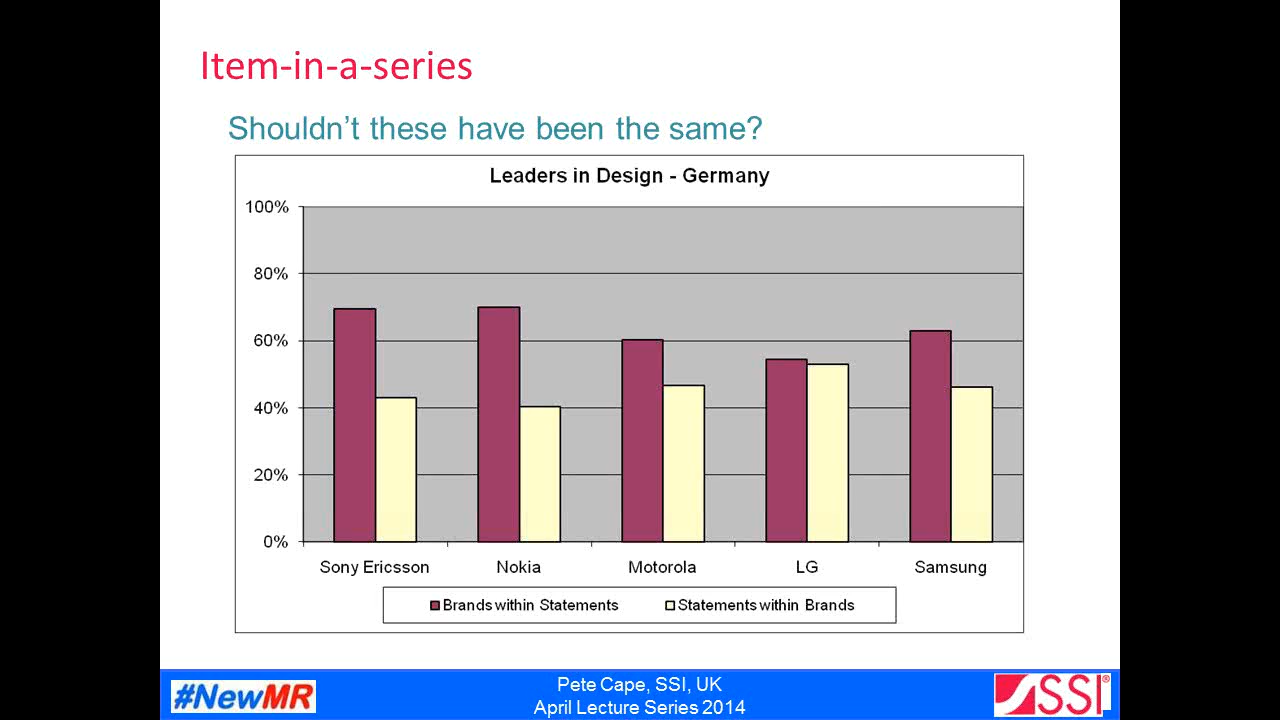 Item-in-a-series
Shouldn't these have been the same?
Leaders in Design - Germany
100%
80%
60%
40%
20%
0%
Sony Ericsson Nokia Motorola LG Samsung
Brands within Statements Statements within Brands
#NewMR
Pete Cape, SSI, UK
April Lecture Series 2014
SSI®